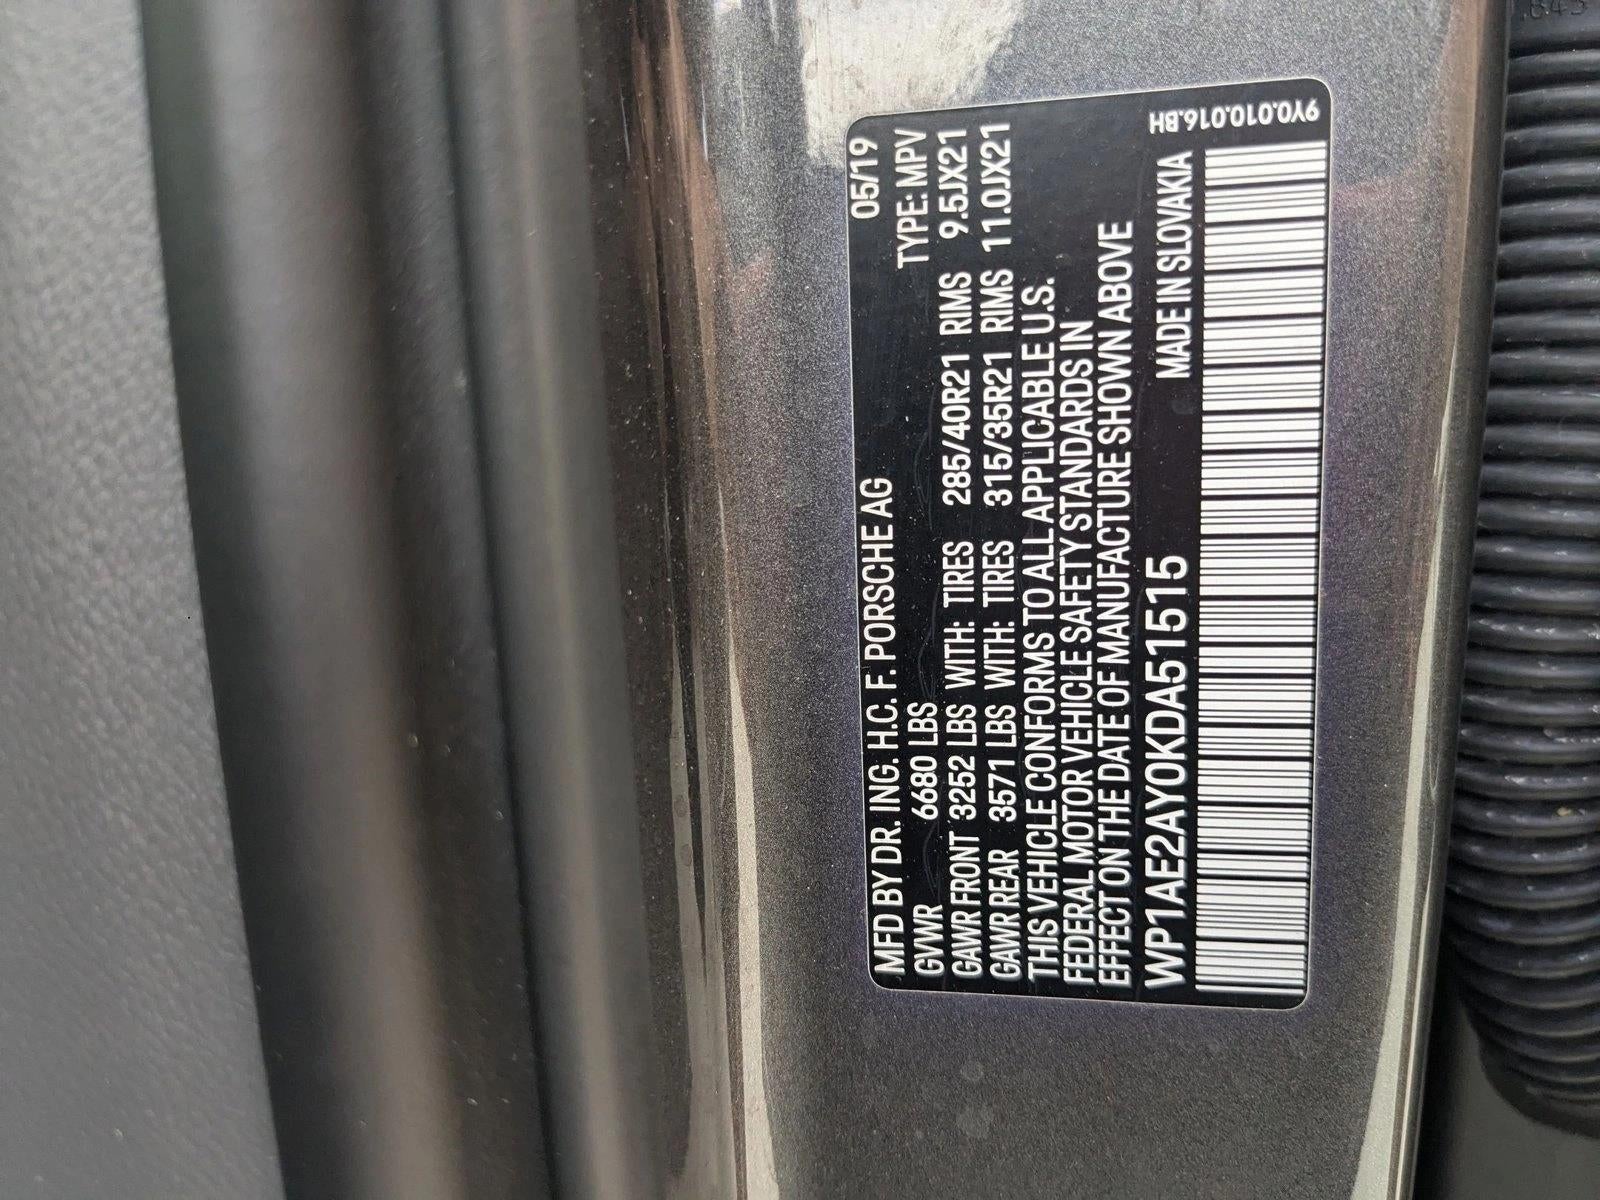 MFD BY DR. ING. H.C. F. PORSCHE AG 05/19
GVWR 6680 LBS TYPE: MPV
GAWR FRONT 3252 LBS WITH: TIRES 285/40R21 RIMS 9.5JX21
GAWR REAR 3571 LBS WITH: TIRES 315/35R21 RIMS 11.0JX21
THIS VEHICLE CONFORMS TO ALL APPLICABLE U.S.
FEDERAL MOTOR VEHICLE SAFETY STANDARDS IN
EFFECT ON THE DATE OF MANUFACTURE SHOWN ABOVE
WP1AE2AY0KDA51515 MADE IN SLOVAKIA
9Y0.010.016.BH